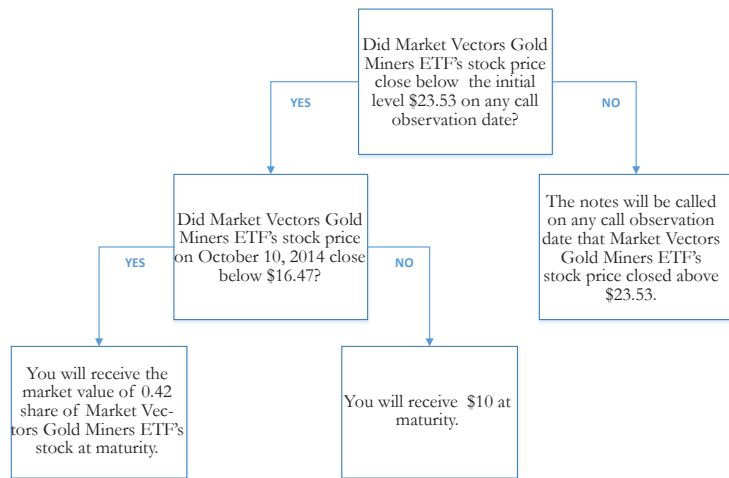 Did Market Vectors Gold
Miners ETF's stock price
close below the initial
level $23.53 on any call
observation date?
YES
NO
Did Market Vectors Gold
Miners ETF's stock price
on October 10, 2014 close
below $16.47?
The notes will be called
on any call observation
date that Market Vectors
Gold Miners ETF's
stock price closed above
$23.53.
YES
NO
You will receive the
market value of 0.42
share of Market Vec-
tors Gold Miners ETF's
stock at maturity.
You will receive $10 at
maturity.